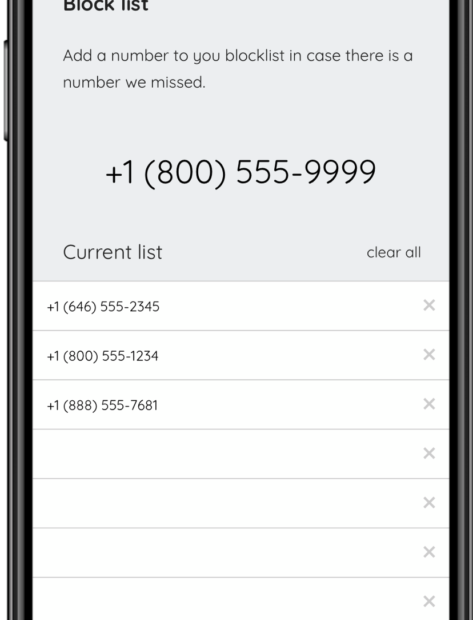 Block list
Add a number to you blocklist in case there is a
number we missed.
+1 (800) 555-9999
Current list clear all
+1 (646) 555-2345
+1 (800) 555-1234
+1 (888) 555-7681